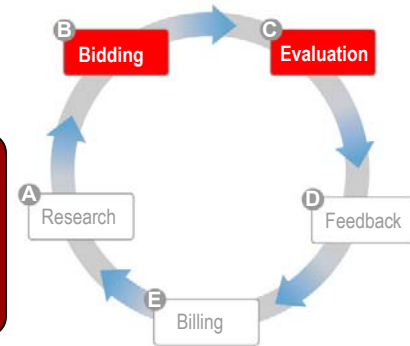 B
Bidding
C
Evaluation
A
Research
D
Feedback
E
Billing